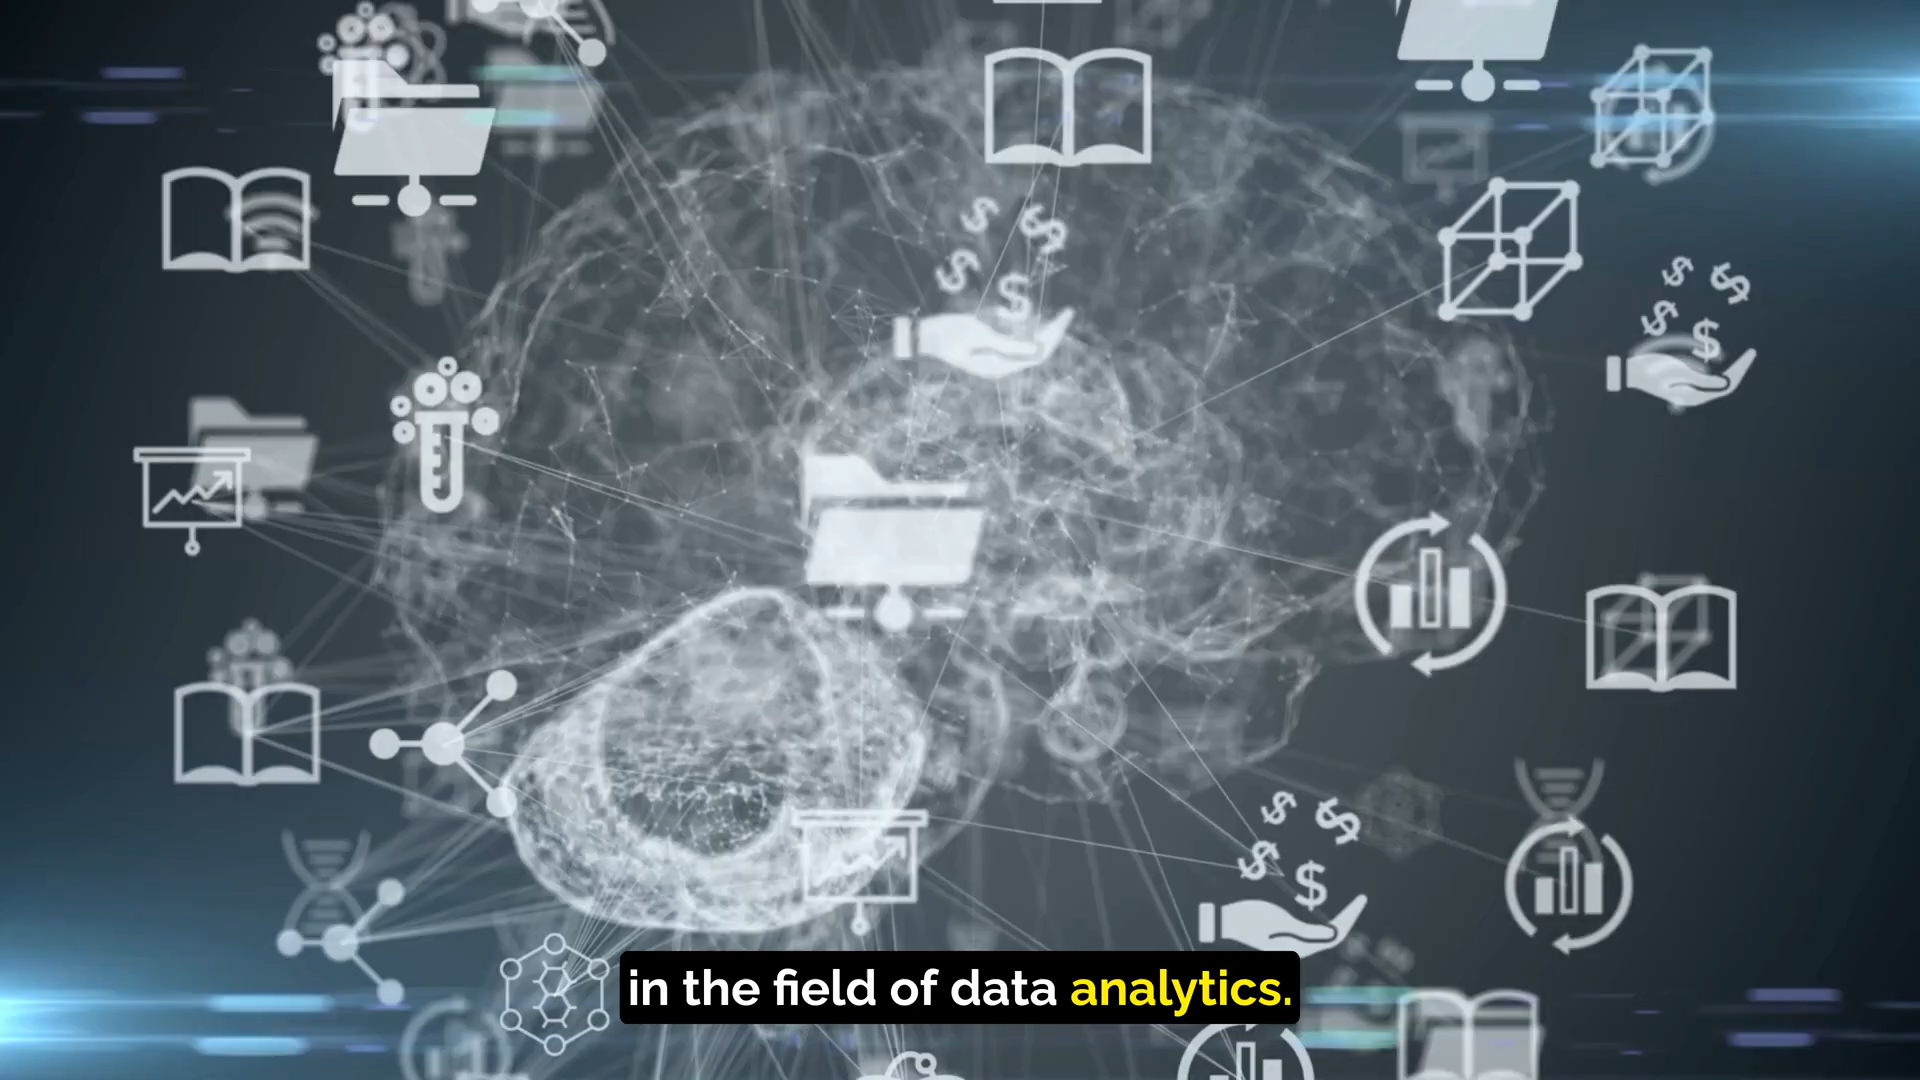 in the field of data analytics.